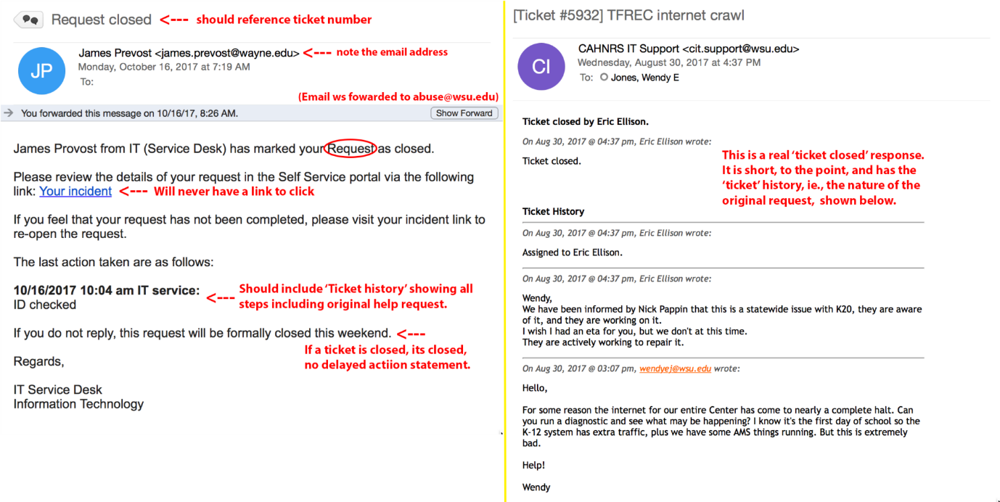 Request closed <--- should reference ticket number
JP
James Prevost <james.prevost@wayne.edu> <--- note the email address
Monday, October 16, 2017 at 7:19 AM
To:
(Email ws fowarded to abuse@wsu.edu)
You forwarded this message on 10/16/17, 8:26 AM.
Show Forward
James Provost from IT (Service Desk) has marked your Request as closed.
Please review the details of your request in the Self Service portal via the following
link: Your incident <--- Will never have a link to click
If you feel that your request has not been completed, please visit your incident link to
re-open the request.
The last action taken are as follows:
10/16/2017 10:04 am IT service:
ID checked
<--- Should include ‘Ticket history’ showing all
steps including original help request.
If you do not reply, this request will be formally closed this weekend. <---
If a ticket is closed, its closed,
no delayed actiion statement.
Regards,
IT Service Desk
Information Technology
[Ticket #5932] TFREC internet crawl
CI
CAHNRS IT Support <cit.support@wsu.edu>
Wednesday, August 30, 2017 at 4:37 PM
To: Jones, Wendy E
Ticket closed by Eric Ellison.
On Aug 30, 2017 @ 04:37 pm, Eric Ellison wrote:
Ticket closed.
This is a real ‘ticket closed’ response.
It is short, to the point, and has the
‘ticket’ history, ie., the nature of the
original request, shown below.
Ticket History
On Aug 30, 2017 @ 04:37 pm, Eric Ellison wrote:
Assigned to Eric Ellison.
On Aug 30, 2017 @ 04:37 pm, Eric Ellison wrote:
Wendy,
We have been informed by Nick Pappin that this is a statewide issue with K20, they are aware
of it, and they are working on it.
I wish I had an eta for you, but we don't at this time.
They are actively working to repair it.
On Aug 30, 2017 @ 03:07 pm, wendyej@wsu.edu wrote:
Hello,
For some reason the internet for our entire Center has come to nearly a complete halt. Can
you run a diagnostic and see what may be happening? I know it's the first day of school so the
K-12 system has extra traffic, plus we have some AMS things running. But this is extremely
bad.
Help!
Wendy